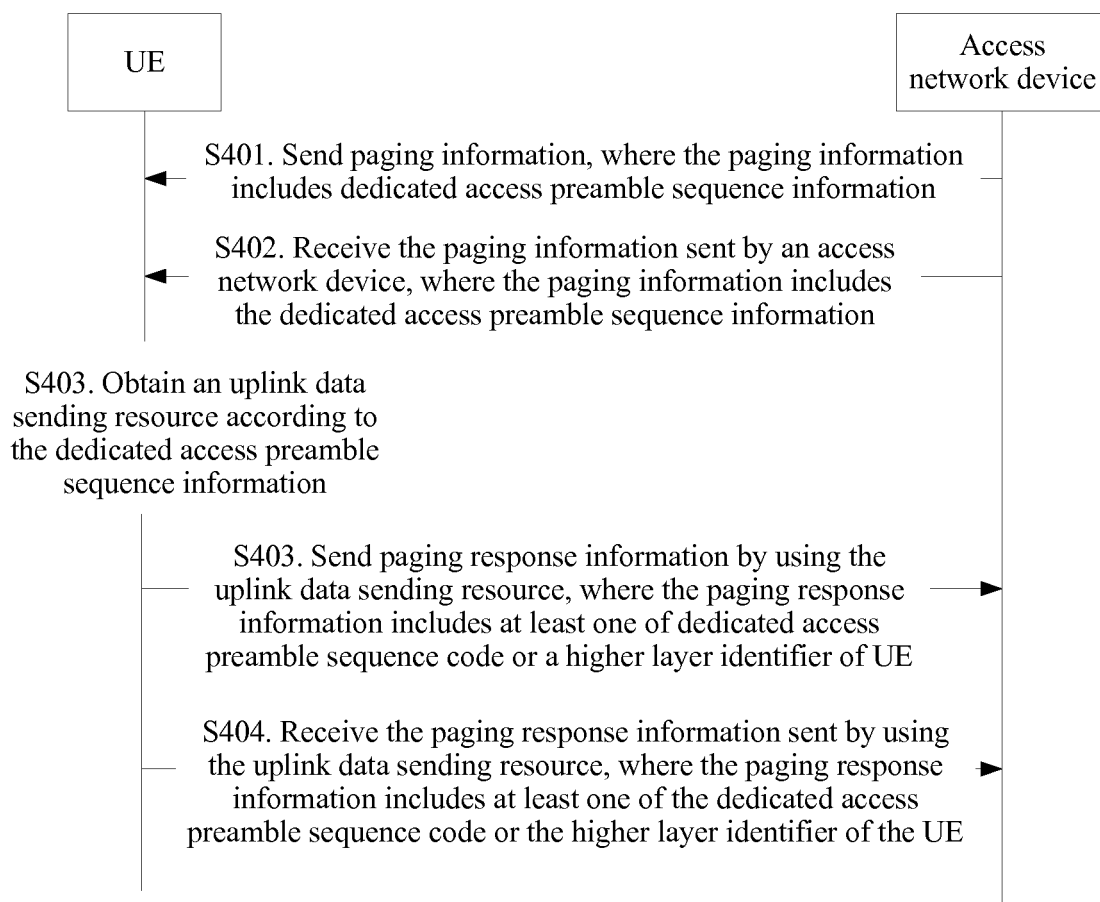 UE
Access
network device
S401. Send paging information, where the paging information
includes dedicated access preamble sequence information
S402. Receive the paging information sent by an access
network device, where the paging information includes
the dedicated access preamble sequence information
S403. Obtain an uplink data
sending resource according to
the dedicated access preamble
sequence information
S403. Send paging response information by using the
uplink data sending resource, where the paging response
information includes at least one of dedicated access
preamble sequence code or a higher layer identifier of UE
S404. Receive the paging response information sent by using
the uplink data sending resource, where the paging response
information includes at least one of the dedicated access
preamble sequence code or the higher layer identifier of the UE